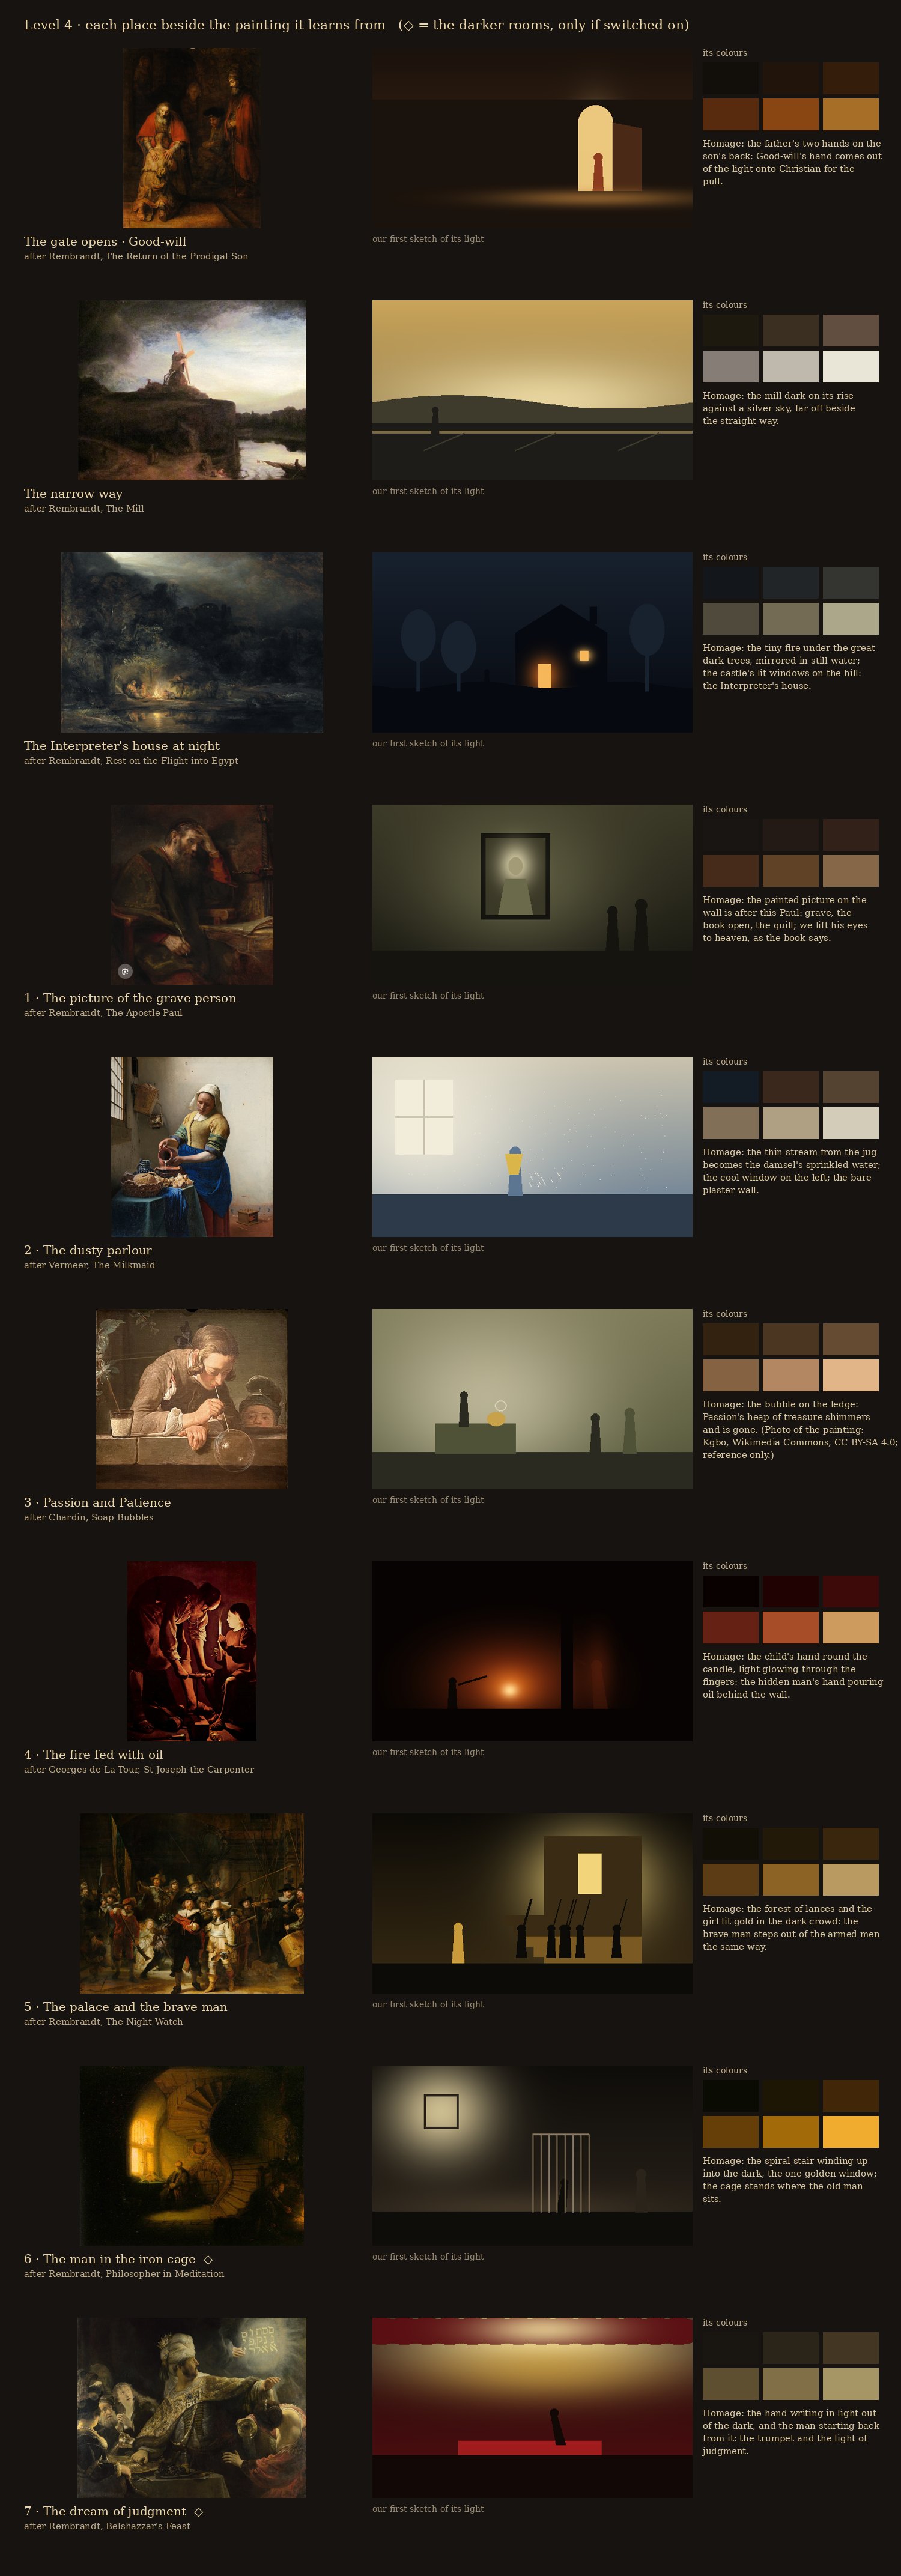 Level 4 · each place beside the painting it learns from (◇ = the darker rooms, only if switched on)
its colours
Homage: the father's two hands on the
son's back: Good-will's hand comes out
of the light onto Christian for the
pull.
The gate opens · Good-will
after Rembrandt, The Return of the Prodigal Son
our first sketch of its light
its colours
Homage: the mill dark on its rise
against a silver sky, far off beside
the straight way.
The narrow way
after Rembrandt, The Mill
our first sketch of its light
its colours
Homage: the tiny fire under the great
dark trees, mirrored in still water;
the castle's lit windows on the hill:
the Interpreter's house.
The Interpreter's house at night
after Rembrandt, Rest on the Flight into Egypt
our first sketch of its light
its colours
Homage: the painted picture on the
wall is after this Paul: grave, the
book open, the quill; we lift his eyes
to heaven, as the book says.
1 · The picture of the grave person
after Rembrandt, The Apostle Paul
our first sketch of its light
its colours
Homage: the thin stream from the jug
becomes the damsel's sprinkled water;
the cool window on the left; the bare
plaster wall.
2 · The dusty parlour
after Vermeer, The Milkmaid
our first sketch of its light
its colours
Homage: the bubble on the ledge:
Passion's heap of treasure shimmers
and is gone. (Photo of the painting:
Kgbo, Wikimedia Commons, CC BY-SA 4.0;
reference only.)
3 · Passion and Patience
after Chardin, Soap Bubbles
our first sketch of its light
its colours
Homage: the child's hand round the
candle, light glowing through the
fingers: the hidden man's hand pouring
oil behind the wall.
4 · The fire fed with oil
after Georges de La Tour, St Joseph the Carpenter
our first sketch of its light
its colours
Homage: the forest of lances and the
girl lit gold in the dark crowd: the
brave man steps out of the armed men
the same way.
5 · The palace and the brave man
after Rembrandt, The Night Watch
our first sketch of its light
its colours
Homage: the spiral stair winding up
into the dark, the one golden window;
the cage stands where the old man
sits.
6 · The man in the iron cage ◇
after Rembrandt, Philosopher in Meditation
our first sketch of its light
its colours
Homage: the hand writing in light out
of the dark, and the man starting back
from it: the trumpet and the light of
judgment.
7 · The dream of judgment ◇
after Rembrandt, Belshazzar's Feast
our first sketch of its light